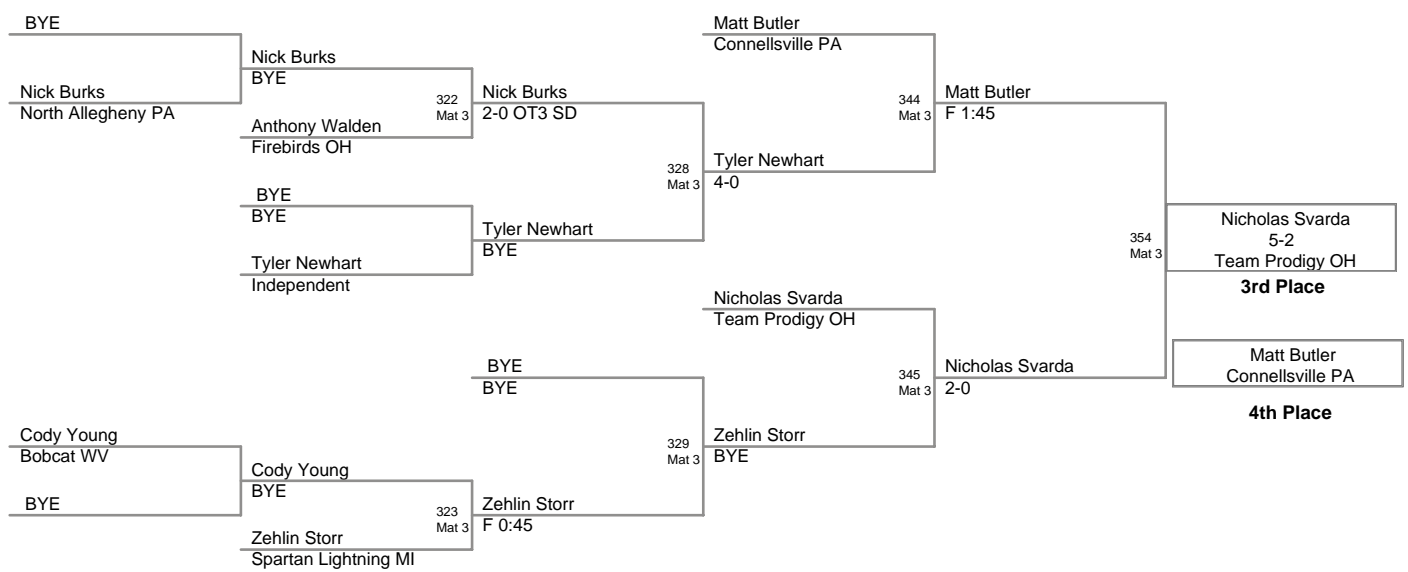 BYE
Nick Burks
North Allegheny PA
Nick Burks
BYE
Anthony Walden
Firebirds OH
322
Mat 3
Nick Burks
2-0 OT3 SD
BYE
BYE
Tyler Newhart
Independent
Tyler Newhart
BYE
328
Mat 3
Matt Butler
Connellsville PA
Tyler Newhart
4-0
344
Mat 3
Matt Butler
F 1:45
Cody Young
Bobcat WV
BYE
Cody Young
BYE
Zehlin Storr
Spartan Lightning MI
323
Mat 3
BYE
BYE
Zehlin Storr
F 0:45
329
Mat 3
Nicholas Svarda
Team Prodigy OH
Zehlin Storr
BYE
345
Mat 3
Nicholas Svarda
2-0
354
Mat 3
Nicholas Svarda
5-2
Team Prodigy OH
3rd Place
Matt Butler
Connellsville PA
4th Place